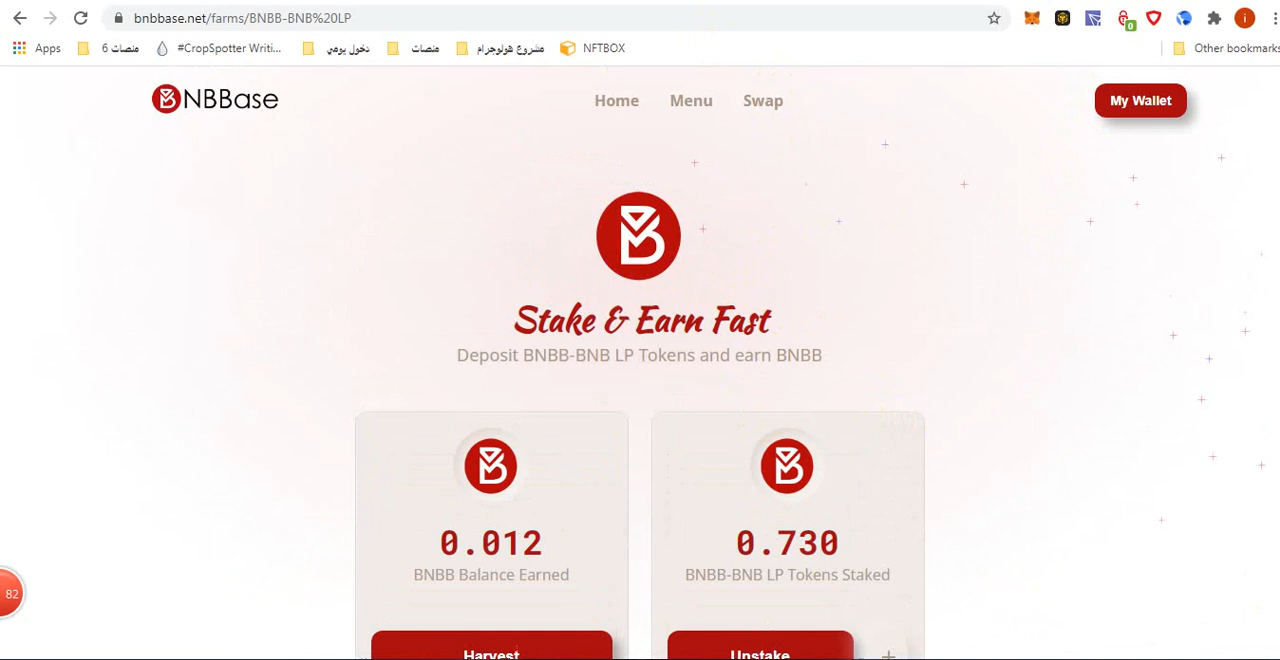 bnbbase.net/farms/BNBB-BNB%20LP
0
i
Apps
منصات 6
#CropSpotter Writi...
دخول يومي
منصات
مشروع هولوجرام
NFTBOX
Other bookmarks
BNBBase
Home
Menu
Swap
My Wallet
Stake & Earn Fast
Deposit BNBB-BNB LP Tokens and earn BNBB
0.012
BNBB Balance Earned
Harvest
0.730
BNBB-BNB LP Tokens Staked
Unstake
+
82